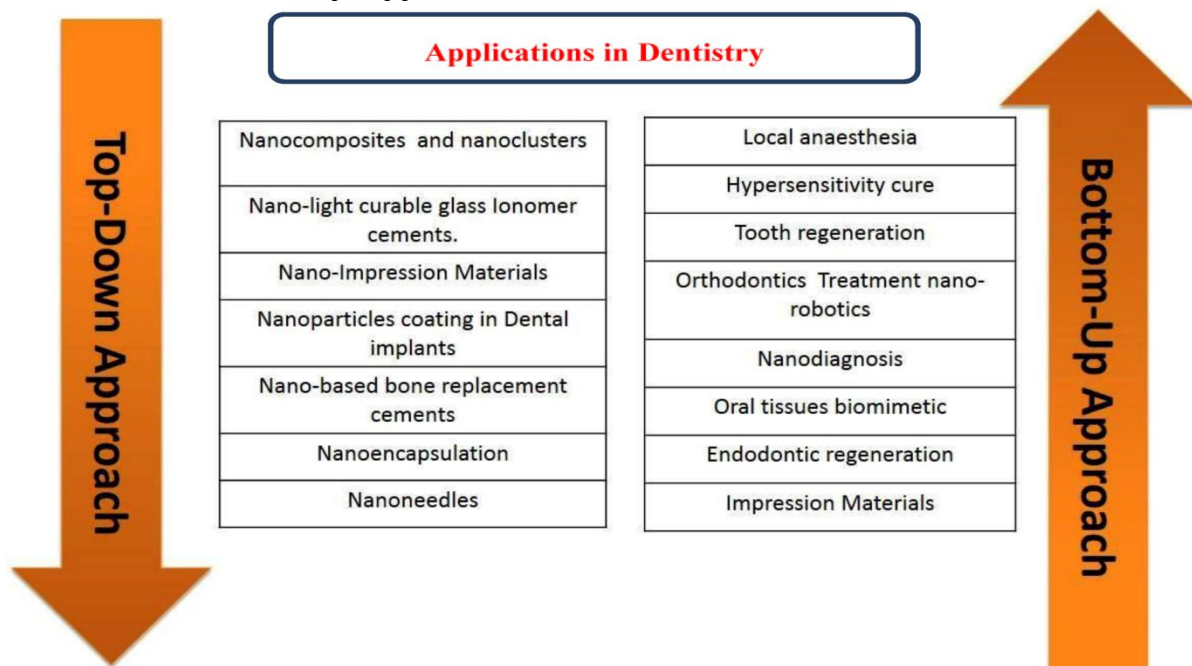 Applications in Dentistry
Top-Down Approach
Nanocomposites and nanoclusters
Nano-light curable glass Ionomer
cements.
Nano-Impression Materials
Nanoparticles coating in Dental
implants
Nano-based bone replacement
cements
Nanoencapsulation
Nanoneedles
Local anaesthesia
Hypersensitivity cure
Tooth regeneration
Orthodontics Treatment nano-
robotics
Nanodiagnosis
Oral tissues biomimetic
Endodontic regeneration
Impression Materials
Bottom-Up Approach